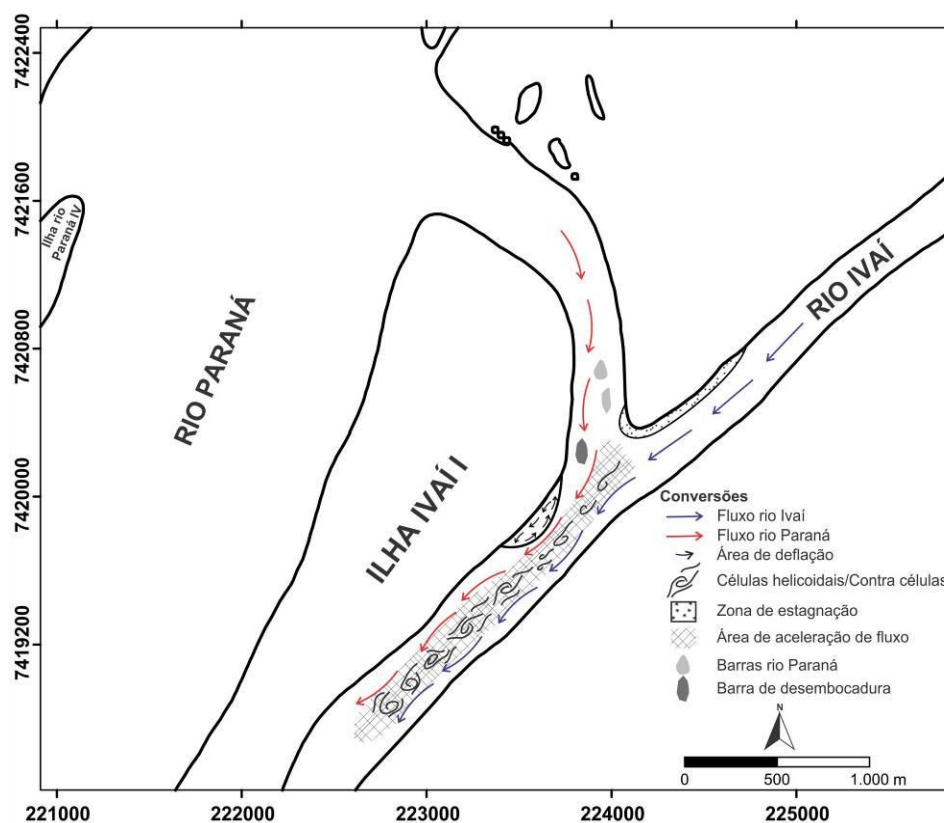 7422400
7421600
7420800
7420000
7419200
Ilha rio
Paraná IV
RIO PARANÁ
ILHA IVAÍ I
RIO IVAÍ
Conversões
Fluxo rio Ivaí
Fluxo rio Paraná
Área de deflação
Células helicoidais/Contra células
Zona de estagnação
Área de aceleração de fluxo
Barras rio Paraná
Barra de desembocadura
N
0 500 1.000 m
221000 222000 223000 224000 225000